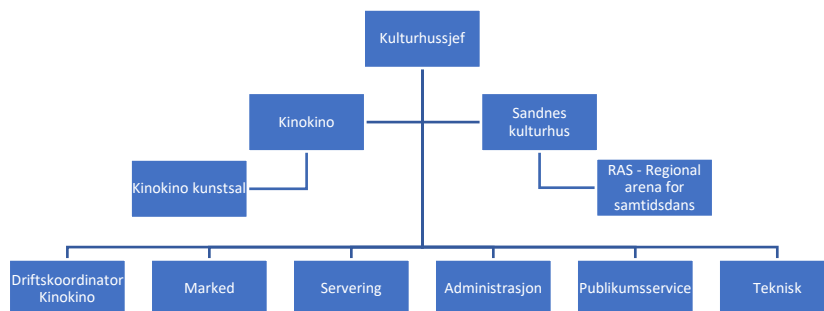 Kulturhussjef
Kinokino
Sandnes
kulturhus
Kinokino kunstsal
RAS - Regional
arena for
samtidsdans
Driftskoordinator
Kinokino
Marked
Servering
Administrasjon
Publikumsservice
Teknisk